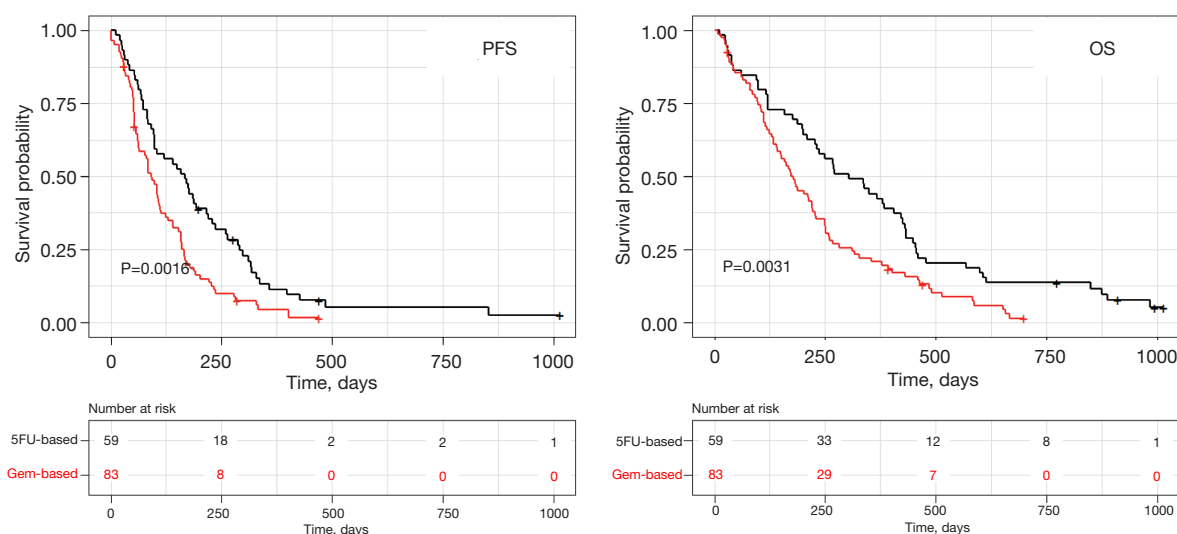 PFS
1.00
0.75
0.50
0.25
0.00
Survival probability
P=0.0016
0 250 500 750 1000
Time, days
Number at risk
5FU-based 59 18 2 2 1
Gem-based 83 8 0 0 0
0 250 500 750 1000
Time, days
OS
1.00
0.75
0.50
0.25
0.00
Survival probability
P=0.0031
0 250 500 750 1000
Time, days
Number at risk
5FU-based 59 33 12 8 1
Gem-based 83 29 7 0 0
0 250 500 750 1000
Time, days